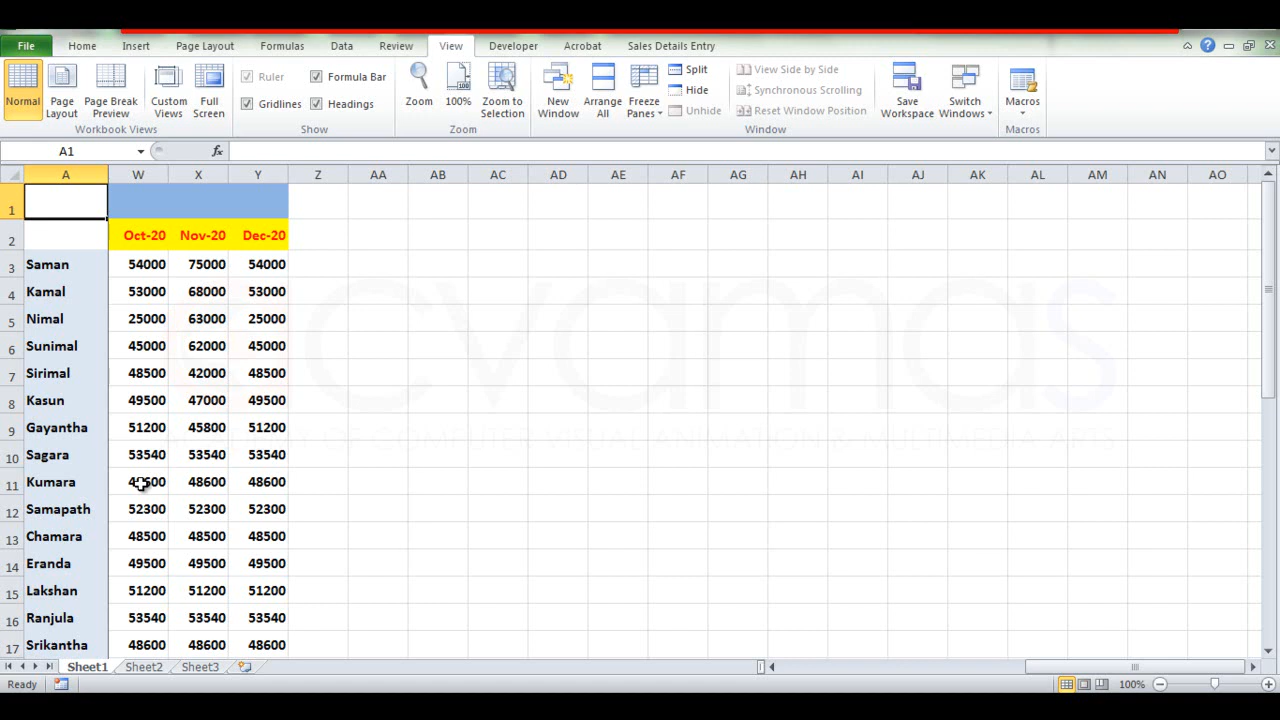 File Home Insert Page Layout Formulas Data Review View Developer Acrobat Sales Details Entry
Normal Page Layout Page Break Preview Custom Views Full Screen Ruler Formula Bar Gridlines Headings Zoom 100% Zoom to Selection New Window Arrange All Freeze Panes Split Hide Unhide View Side by Side Synchronous Scrolling Reset Window Position Save Workspace Switch Windows Macros
Workbook Views Show Zoom Window Macros
A1 fx
A W X Y Z AA AB AC AD AE AF AG AH AI AJ AK AL AM AN AO
1
2 Oct-20 Nov-20 Dec-20
3 Saman 54000 75000 54000
4 Kamal 53000 68000 53000
5 Nimal 25000 63000 25000
6 Sunimal 45000 62000 45000
7 Sirimal 48500 42000 48500
8 Kasun 49500 47000 49500
9 Gayantha 51200 45800 51200
10 Sagara 53540 53540 53540
11 Kumara 48600 48600
12 Samapath 52300 52300 52300
13 Chamara 48500 48500 48500
14 Eranda 49500 49500 49500
15 Lakshan 51200 51200 51200
16 Ranjula 53540 53540 53540
17 Srikantha 48600 48600 48600
cvamas
OF COMPUTER VISUAL ANIMATION & MULTIMEDIA ARTS
Sheet1 Sheet2 Sheet3
Ready 100%